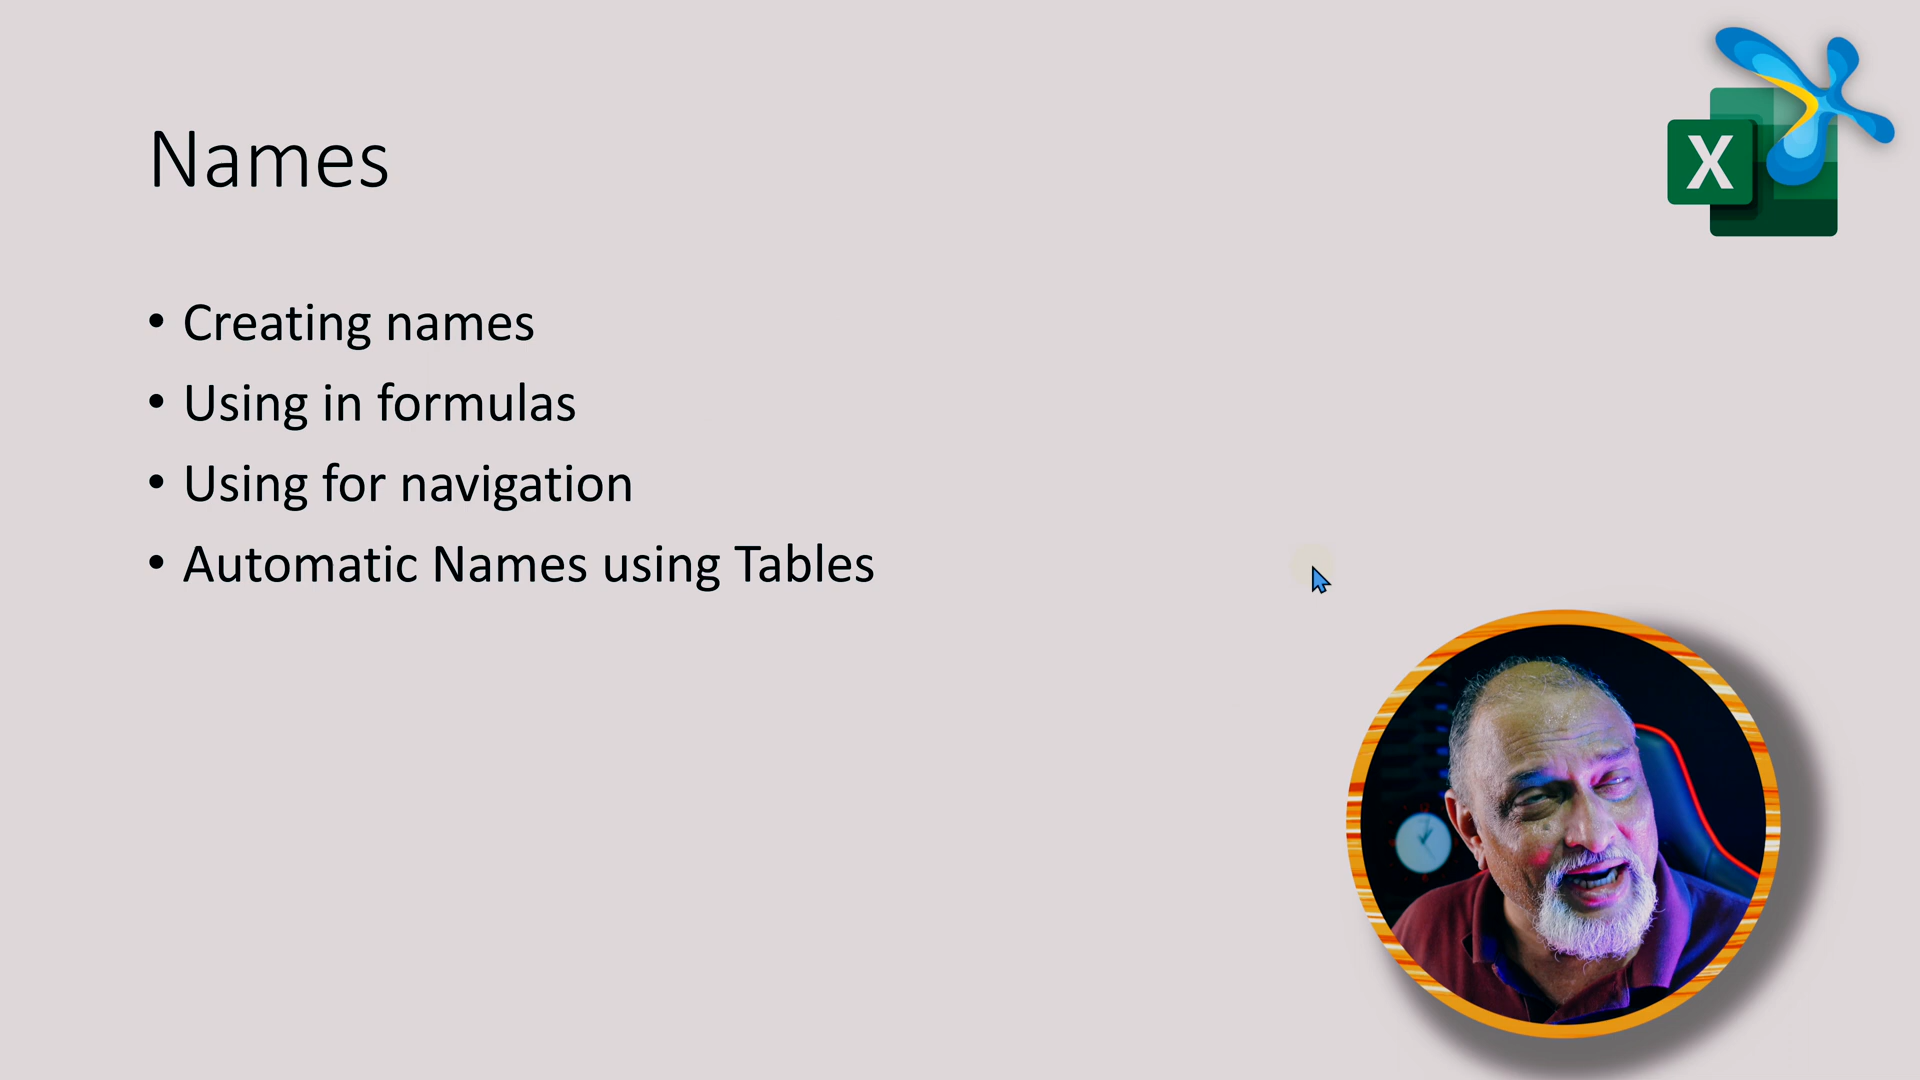 Names
• Creating names
• Using in formulas
• Using for navigation
• Automatic Names using Tables
X